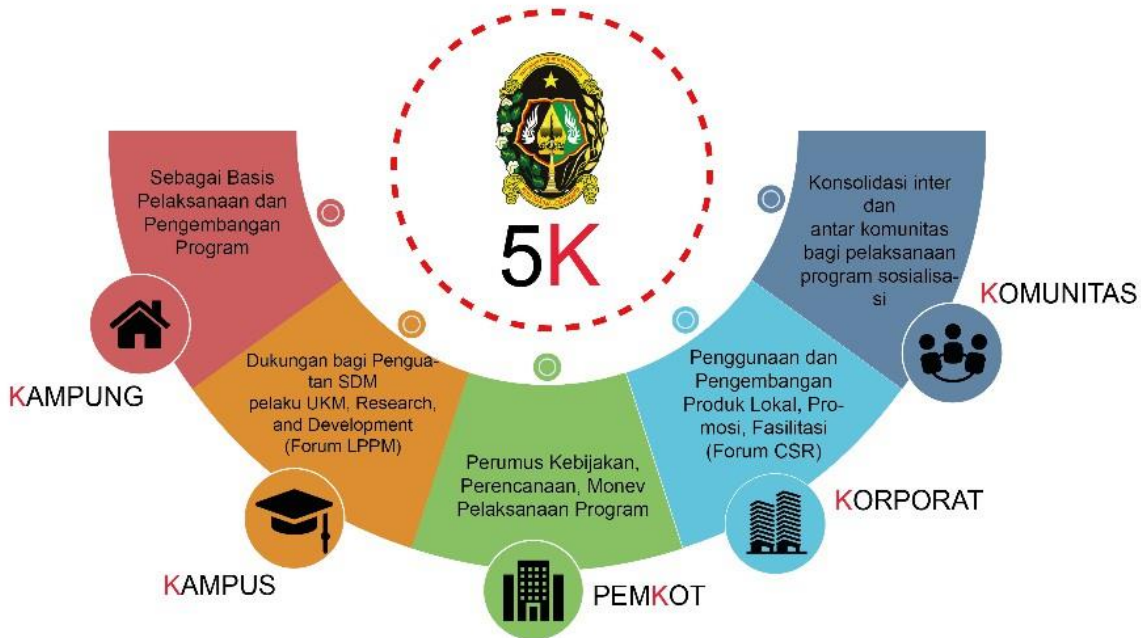 5K
Sebagai Basis
Pelaksanaan dan
Pengembangan
Program
KAMPUNG
Dukungan bagi Pengua-
tan SDM
pelaku UKM, Research,
and Development
(Forum LPPM)
KAMPUS
Perumus Kebijakan,
Perencanaan, Monev
Pelaksanaan Program
PEMKOT
Penggunaan dan
Pengembangan
Produk Lokal, Pro-
mosi, Fasilitasi
(Forum CSR)
KORPORAT
Konsolidasi inter
dan
antar komunitas
bagi pelaksanaan
program sosialisa-
si
KOMUNITAS